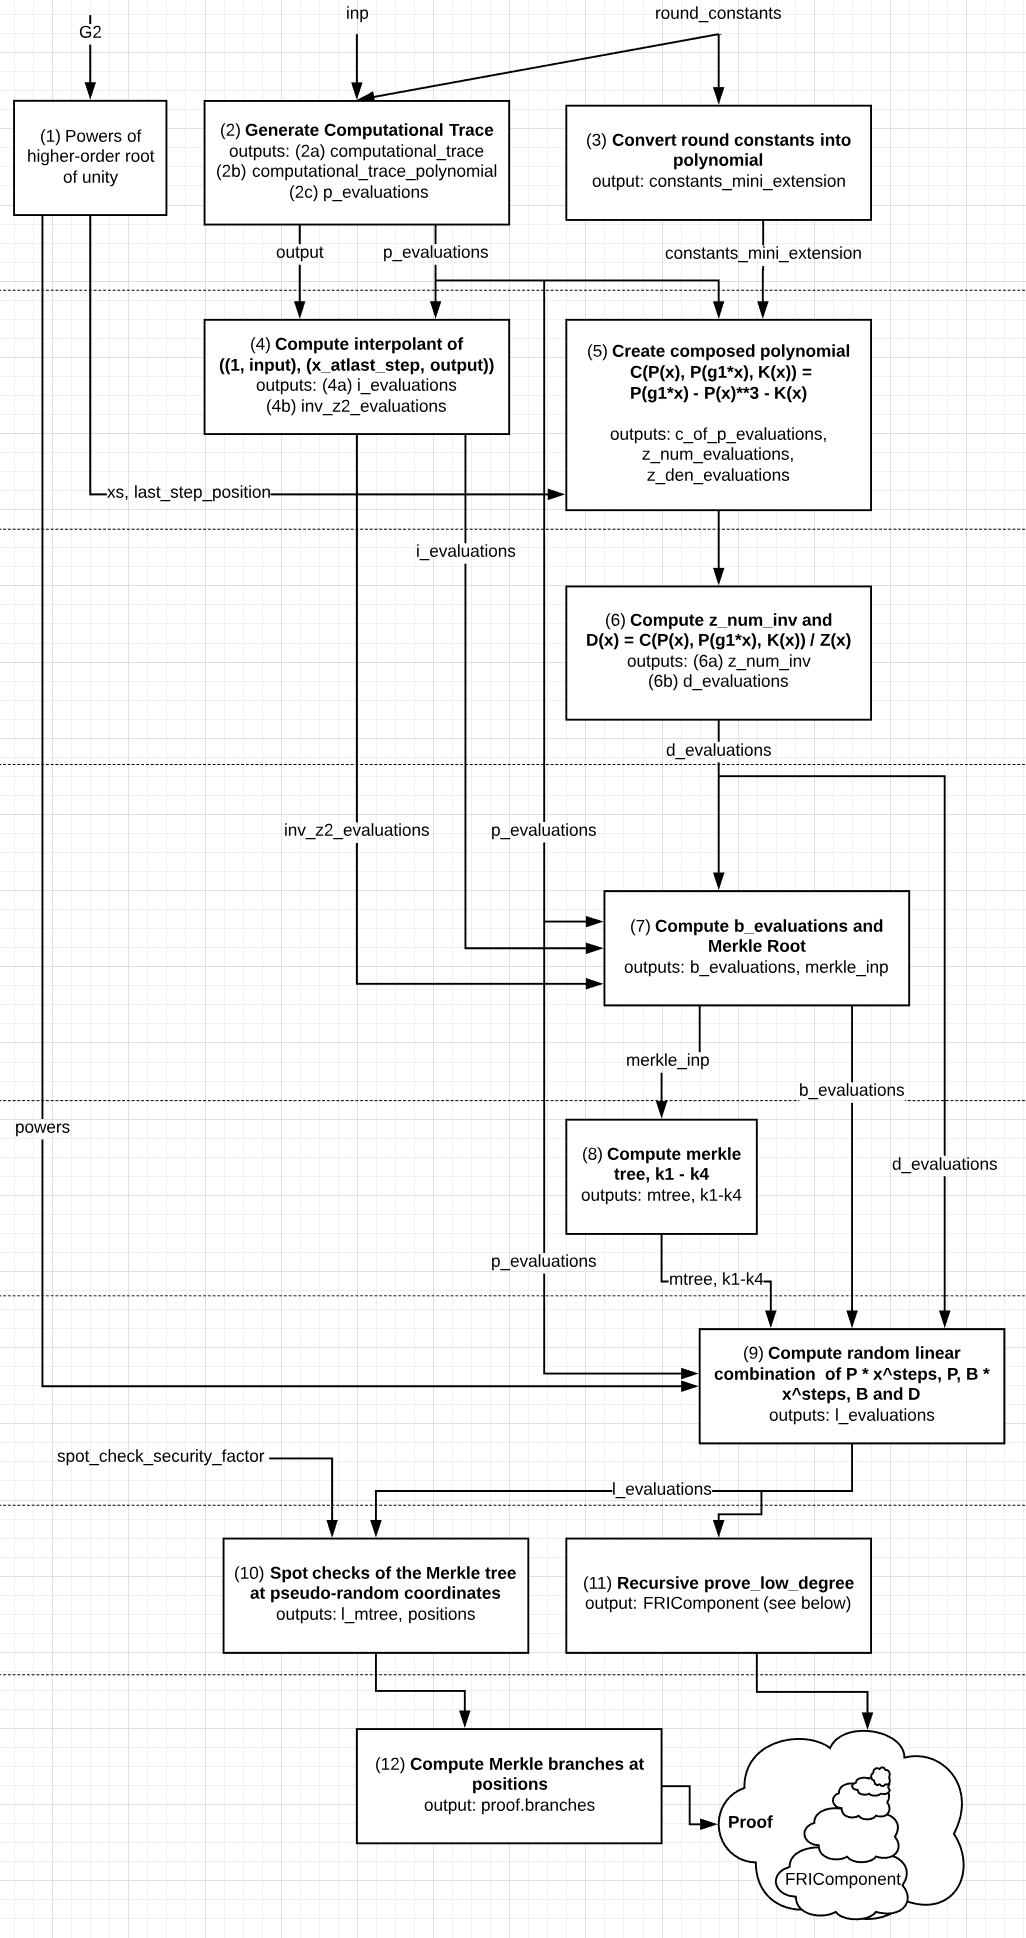 G2
inp
round_constants
(1) Powers of
higher-order root
of unity
(2) Generate Computational Trace
outputs: (2a) computational_trace
(2b) computational_trace_polynomial
(2c) p_evaluations
(3) Convert round constants into
polynomial
output: constants_mini_extension
output
p_evaluations
constants_mini_extension
(4) Compute interpolant of
((1, input), (x_atlast_step, output))
outputs: (4a) i_evaluations
(4b) inv_z2_evaluations
(5) Create composed polynomial
C(P(x), P(g1*x), K(x)) =
P(g1*x) - P(x)**3 - K(x)
outputs: c_of_p_evaluations,
z_num_evaluations,
z_den_evaluations
xs, last_step_position
i_evaluations
(6) Compute z_num_inv and
D(x) = C(P(x), P(g1*x), K(x)) / Z(x)
outputs: (6a) z_num_inv
(6b) d_evaluations
d_evaluations
inv_z2_evaluations
p_evaluations
(7) Compute b_evaluations and
Merkle Root
outputs: b_evaluations, merkle_inp
merkle_inp
b_evaluations
powers
(8) Compute merkle
tree, k1 - k4
outputs: mtree, k1-k4
d_evaluations
p_evaluations
mtree, k1-k4
(9) Compute random linear
combination of P * x^steps, P, B *
x^steps, B and D
outputs: l_evaluations
spot_check_security_factor
l_evaluations
(10) Spot checks of the Merkle tree
at pseudo-random coordinates
outputs: l_mtree, positions
(11) Recursive prove_low_degree
output: FRIComponent (see below)
(12) Compute Merkle branches at
positions
output: proof.branches
Proof
FRIComponent